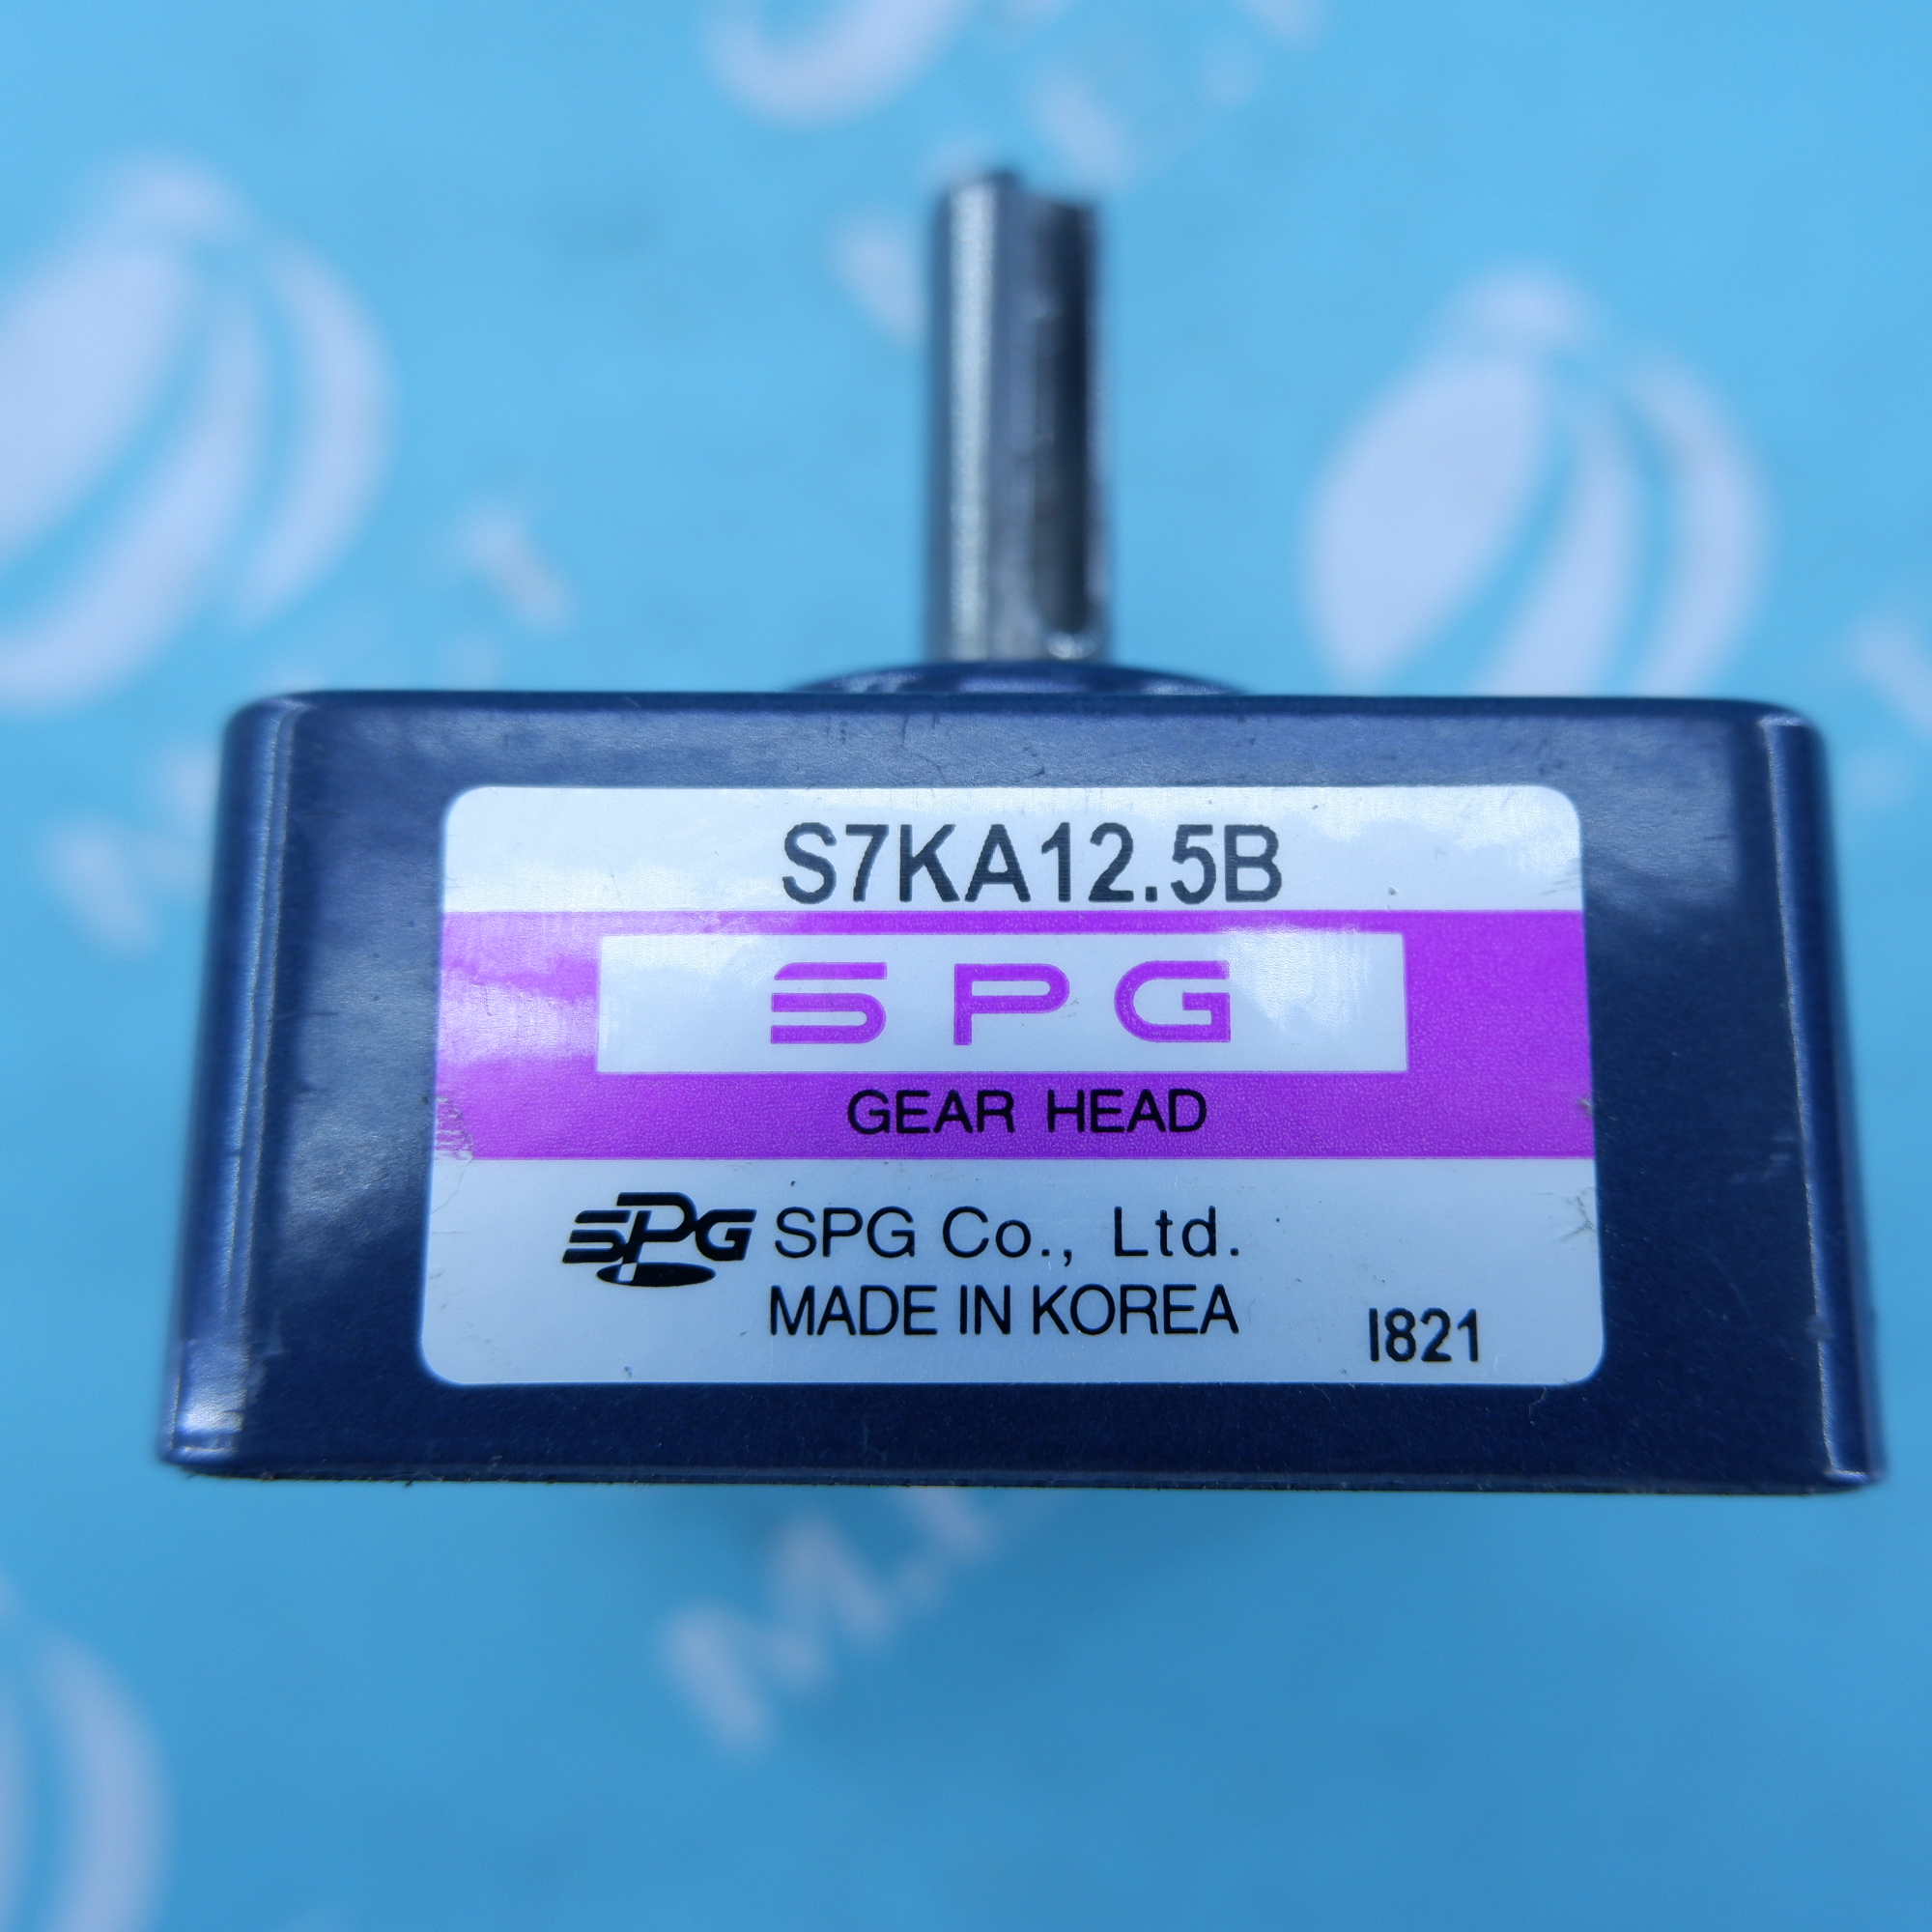 S7KA12.5B
SPG
GEAR HEAD
SPG SPG Co., Ltd.
MADE IN KOREA
I821